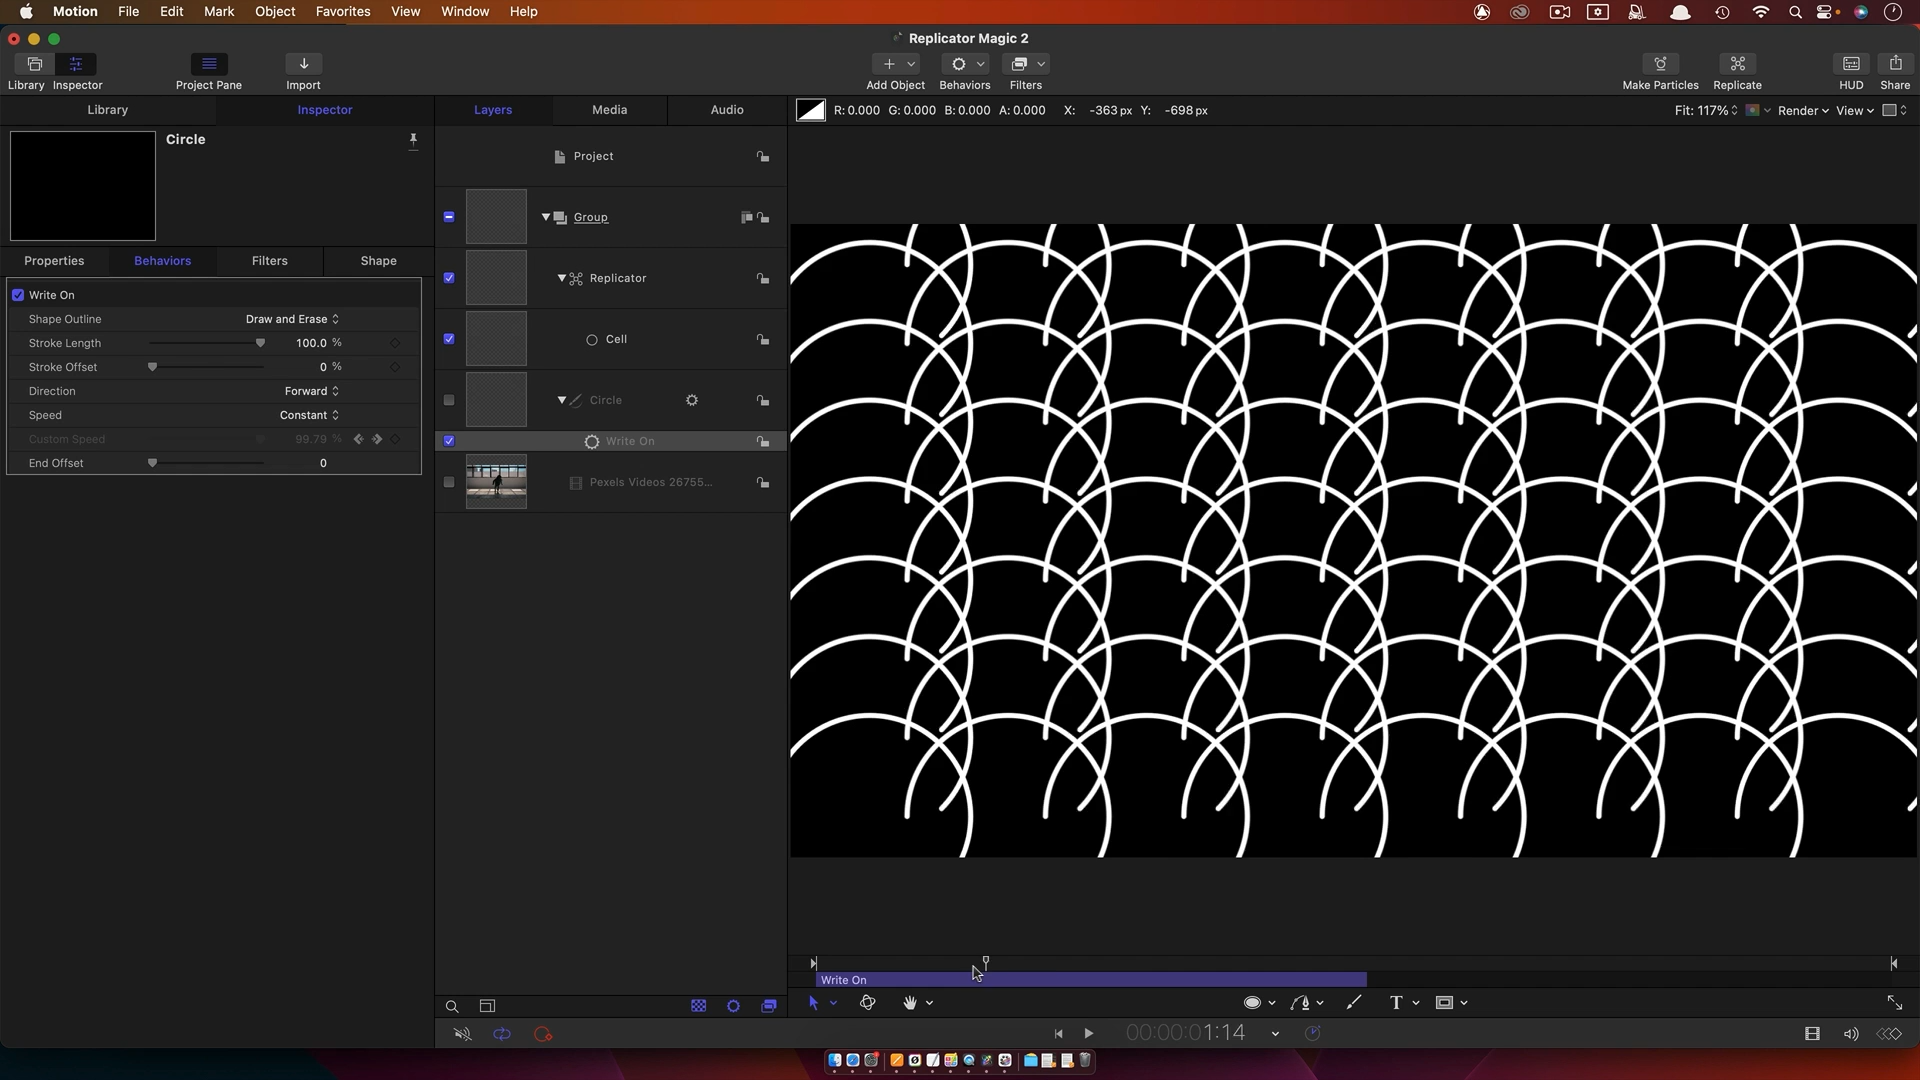 Motion File Edit Mark Object Favorites View Window Help
Replicator Magic 2
Library Inspector Project Pane Import Add Object Behaviors Filters Make Particles Replicate HUD Share
Library Inspector
Circle
Properties Behaviors Filters Shape
Write On
Shape Outline Draw and Erase
Stroke Length 100.0 %
Stroke Offset 0 %
Direction Forward
Speed Constant
Custom Speed 99.79 %
End Offset 0
Layers Media Audio
Project
Group
Replicator
Cell
Circle
Write On
Pexels Videos 26755...
R: 0.000 G: 0.000 B: 0.000 A: 0.000 X: -363 px Y: -698 px
Fit: 117% Render View
Write On
T
00:00:01:14